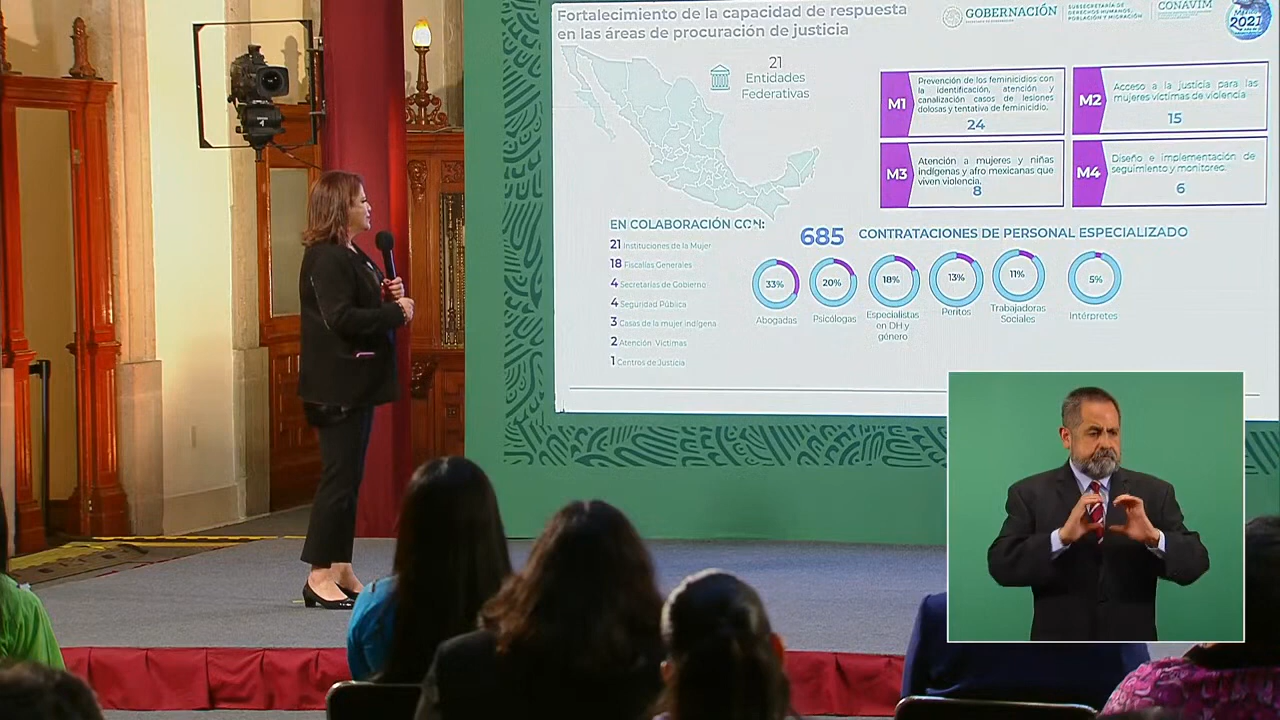 Fortalecimiento de la capacidad de respuesta
en las áreas de procuración de justicia
GOBERNACIÓN
SUBSECRETARÍA DE
DERECHOS HUMANOS,
POBLACIÓN Y MIGRACIÓN
CONAVIM
2021
21
Entidades
Federativas
M1
Prevención de los feminicidios con
la identificación, atención y
canalización casos de lesiones
dolosas y tentativa de feminicidio.
24
M2
Acceso a la justicia para las
mujeres víctimas de violencia
15
M3
Atención a mujeres y niñas
indígenas y afro mexicanas que
viven violencia.
8
M4
Diseño e implementación de
seguimiento y monitoreo.
6
EN COLABORACIÓN CON:
21 Instituciones de la Mujer
18 Fiscalías Generales
4 Secretarías de Gobierno
4 Seguridad Pública
3 Casas de la mujer indígena
2 Atención Víctimas
1 Centros de Justicia
685 CONTRATACIONES DE PERSONAL ESPECIALIZADO
33%
Abogadas
20%
Psicólogas
18%
Especialistas
en DH y
género
13%
Peritos
11%
Trabajadoras
Sociales
5%
Intérpretes